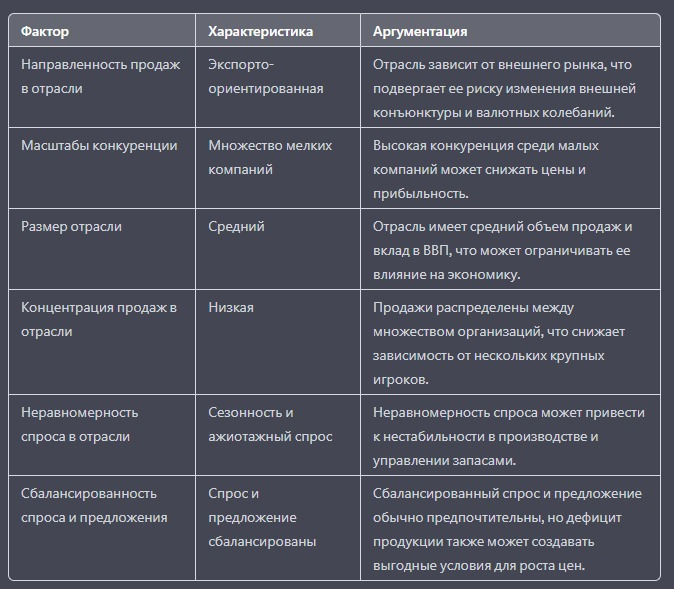 Фактор Характеристика Аргументация
Направленность продаж в отрасли
Экспорто-ориентированная
Отрасль зависит от внешнего рынка, что
подвергает ее риску изменения внешней
конъюнктуры и валютных колебаний.
Масштабы конкуренции
Множество мелких
компаний
Высокая конкуренция среди малых
компаний может снижать цены и
прибыльность.
Размер отрасли
Средний
Отрасль имеет средний объем продаж и
вклад в ВВП, что может ограничивать ее
влияние на экономику.
Концентрация продаж в
отрасли
Низкая
Продажи распределены между
множеством организаций, что снижает
зависимость от нескольких крупных
игроков.
Неравномерность
спроса в отрасли
Сезонность и
ажиотажный спрос
Неравномерность спроса может привести
к нестабильности в производстве и
управлении запасами.
Сбалансированность
спроса и предложения
Спрос и
предложение
сбалансированы
Сбалансированный спрос и предложение
обычно предпочтительны, но дефицит
продукции также может создавать
выгодные условия для роста цен.